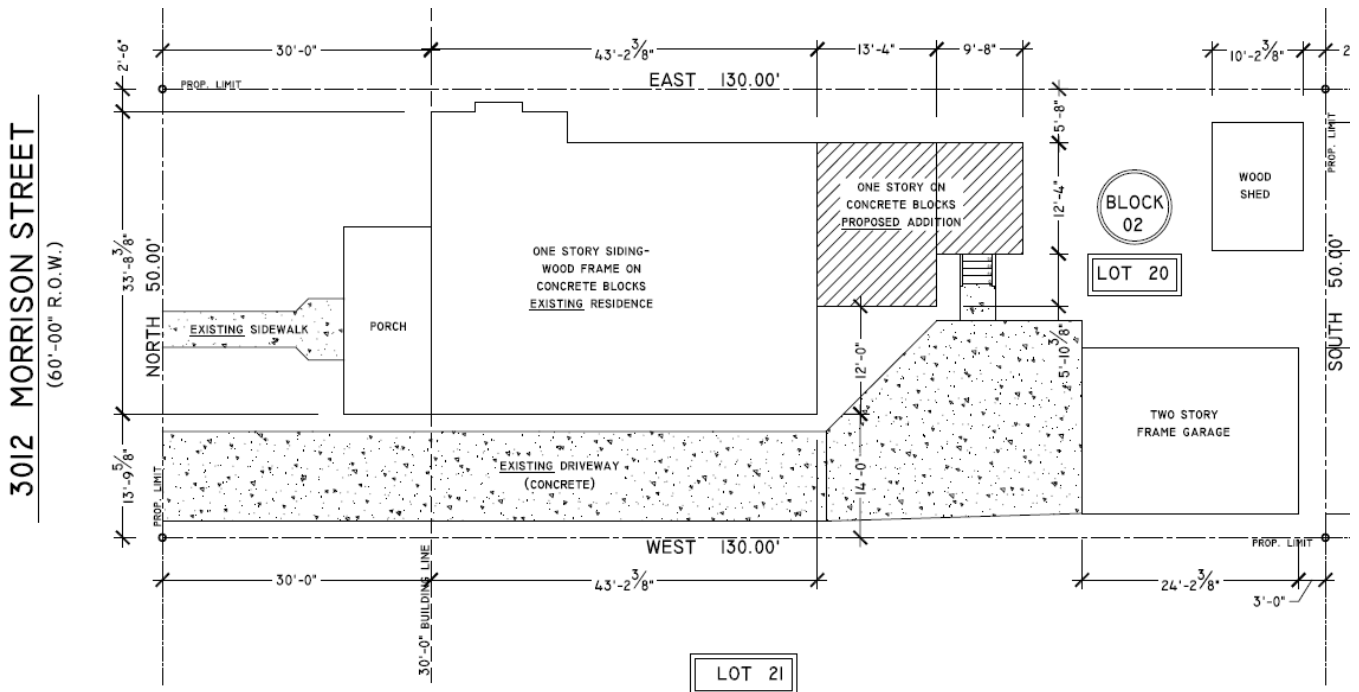 30'-0"
43'-2 3/8"
13'-4"
9'-8"
10'-2 3/8"
2
2'-6"
PROP. LIMIT
EAST 130.00'
5'-8"
PROP. LIMIT
3012 MORRISON STREET
(60'-00" R.O.W.)
33'-8 3/8"
NORTH 50.00'
ONE STORY ON
CONCRETE BLOCKS
PROPOSED ADDITION
12'-4"
BLOCK
02
WOOD
SHED
LOT 20
ONE STORY SIDING-
WOOD FRAME ON
CONCRETE BLOCKS
EXISTING RESIDENCE
EXISTING SIDEWALK
PORCH
12'-0"
5'-10 3/8"
SOUTH 50.00'
TWO STORY
FRAME GARAGE
13'-9 5/8"
PROP. LIMIT
EXISTING DRIVEWAY
(CONCRETE)
14'-0"
WEST 130.00'
PROP. LIMIT
30'-0"
30'-0" BUILDING LINE
43'-2 3/8"
24'-2 3/8"
3'-0"
LOT 21